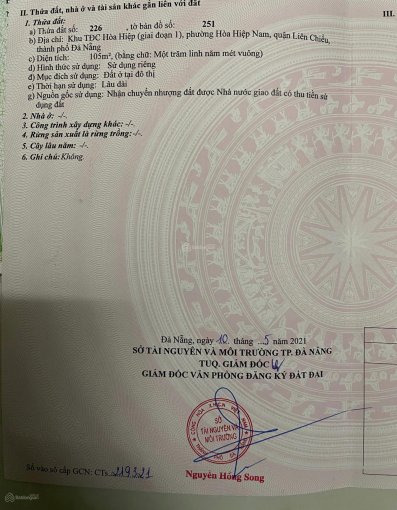 II. Thửa đất, nhà ở và tài sản khác gắn liền với đất
III.
1. Thửa đất:
a) Thửa đất số: 226 , tờ bản đồ số: 251
b) Địa chỉ: Khu TĐC Hòa Hiệp (giai đoạn 1), phường Hòa Hiệp Nam, quận Liên Chiểu,
thành phố Đà Nẵng
c) Diện tích: 105m², (bằng chữ: Một trăm linh năm mét vuông)
d) Hình thức sử dụng: Sử dụng riêng
đ) Mục đích sử dụng: Đất ở tại đô thị
e) Thời hạn sử dụng: Lâu dài
g) Nguồn gốc sử dụng: Nhận chuyển nhượng đất được Nhà nước giao đất có thu tiền sử
dụng đất
2. Nhà ở: -/-.
3. Công trình xây dựng khác: -/-.
4. Rừng sản xuất là rừng trồng: -/-.
5. Cây lâu năm: -/-.
6. Ghi chú: Không.
Đà Nẵng, ngày 10 tháng 5 năm 2021
SỞ TÀI NGUYÊN VÀ MÔI TRƯỜNG TP. ĐÀ NẴNG
TUQ. GIÁM ĐỐC
GIÁM ĐỐC VĂN PHÒNG ĐĂNG KÝ ĐẤT ĐAI
SỞ
TÀI NGUYÊN VÀ
MÔI TRƯỜNG
Nguyễn Hồng Song
Số vào sổ cấp GCN: CTs